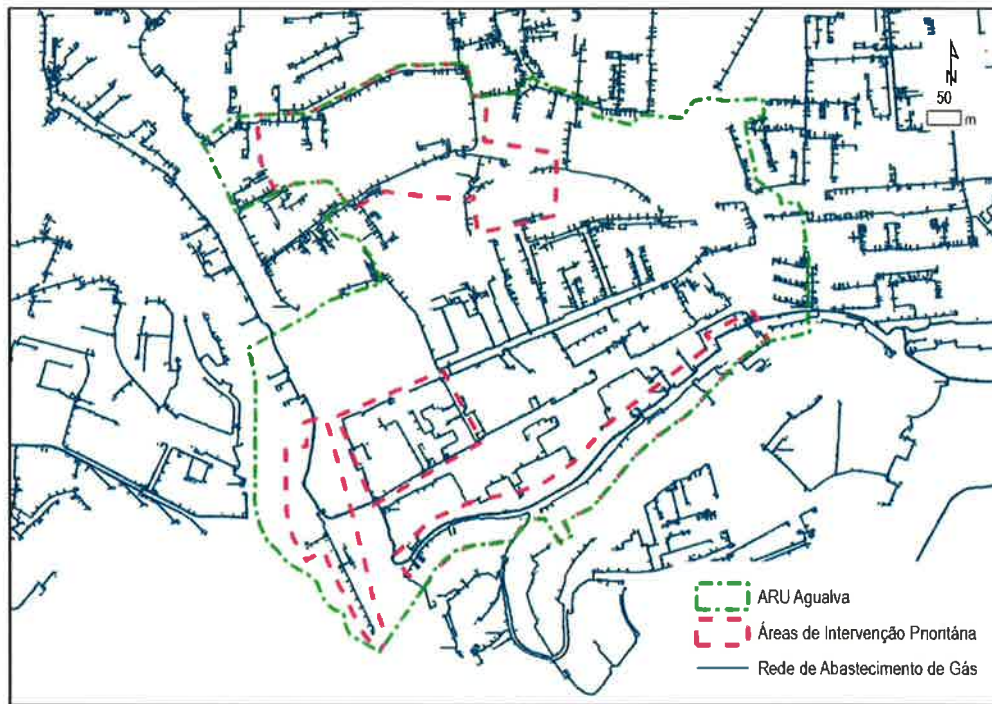 N
50
m
ARU Agualva
Áreas de Intervenção Prioritária
Rede de Abastecimento de Gás